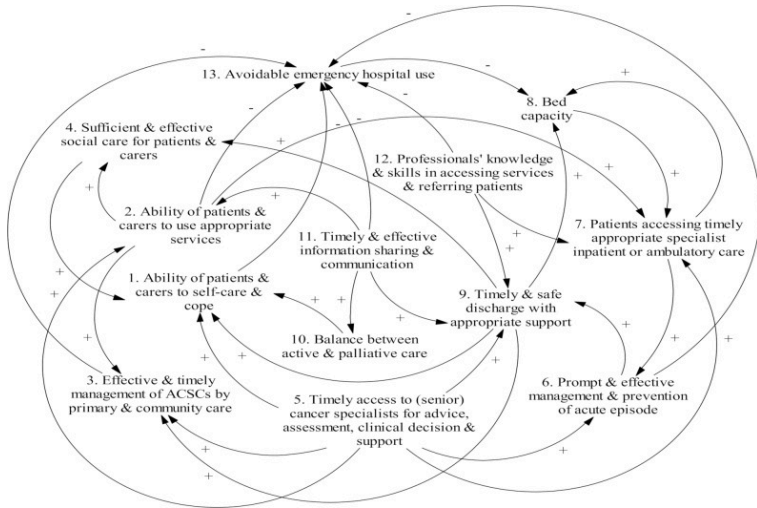 13. Avoidable emergency hospital use
8. Bed
capacity
4. Sufficient & effective
social care for patients &
carers
12. Professionals' knowledge
& skills in accessing services
& referring patients
2. Ability of patients &
carers to use appropriate
services
7. Patients accessing timely
appropriate specialist
inpatient or ambulatory care
11. Timely & effective
information sharing &
communication
1. Ability of patients &
carers to self-care &
cope
9. Timely & safe
discharge with
appropriate support
10. Balance between
active & palliative care
3. Effective & timely
management of ACSCs by
primary & community care
5. Timely access to (senior)
cancer specialists for advice,
assessment, clinical decision &
support
6. Prompt & effective
management & prevention
of acute episode